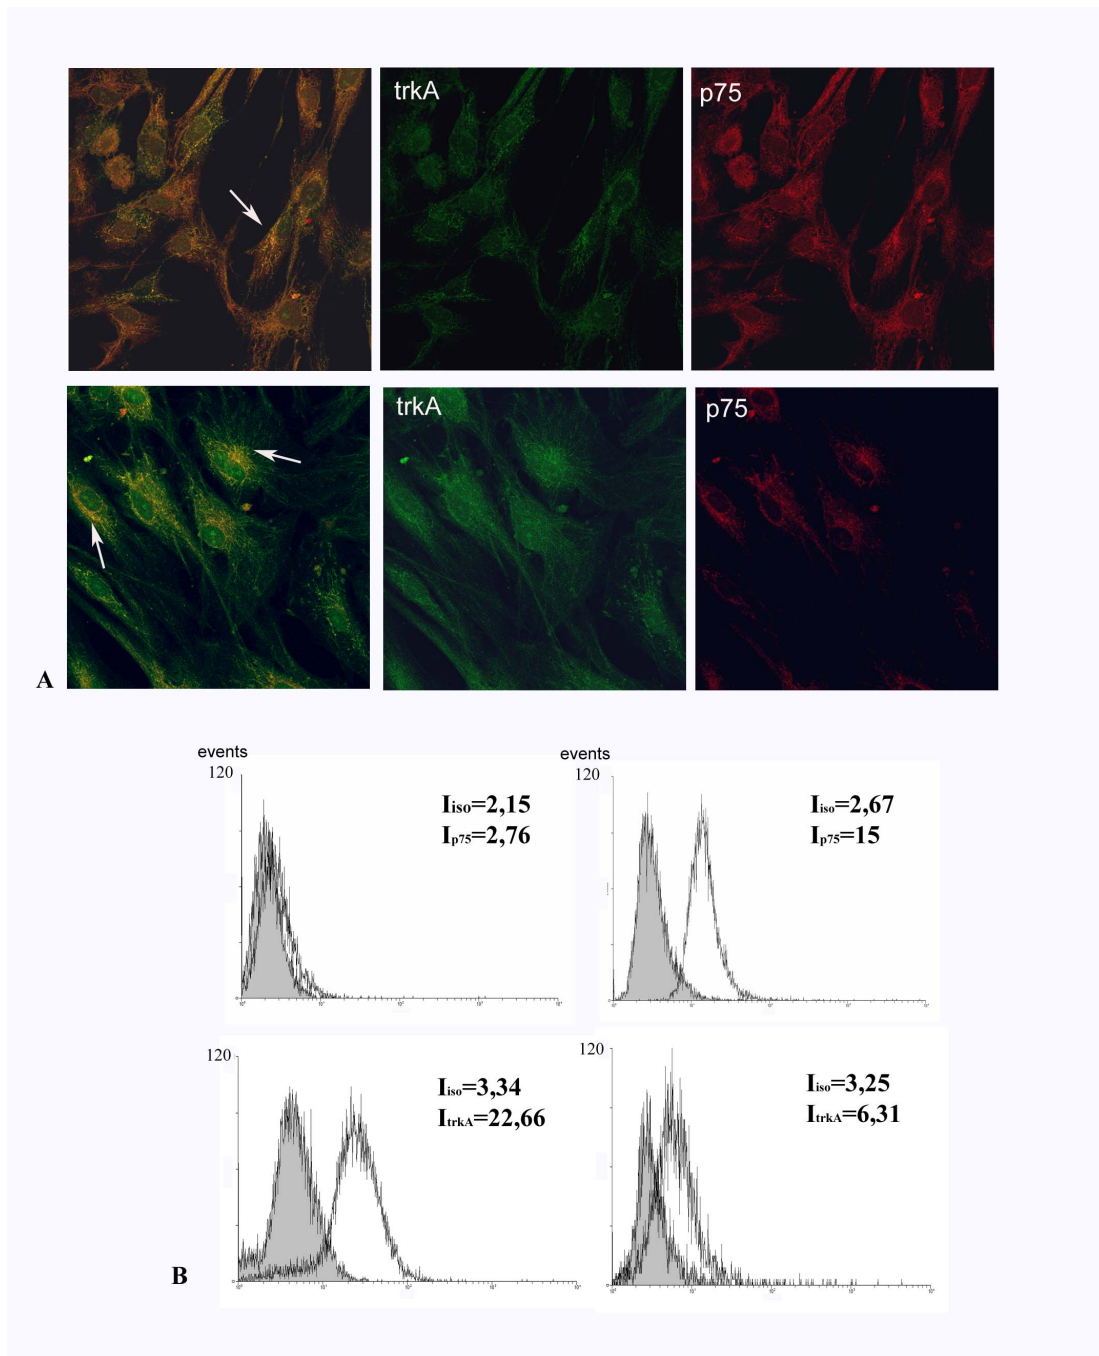 trkA
p75
trkA
p75
A
events
120
Iiso=2,15
Ip75=2,76
events
120
Iiso=2,67
Ip75=15
120
Iiso=3,34
ItrkA=22,66
120
Iiso=3,25
ItrkA=6,31
B